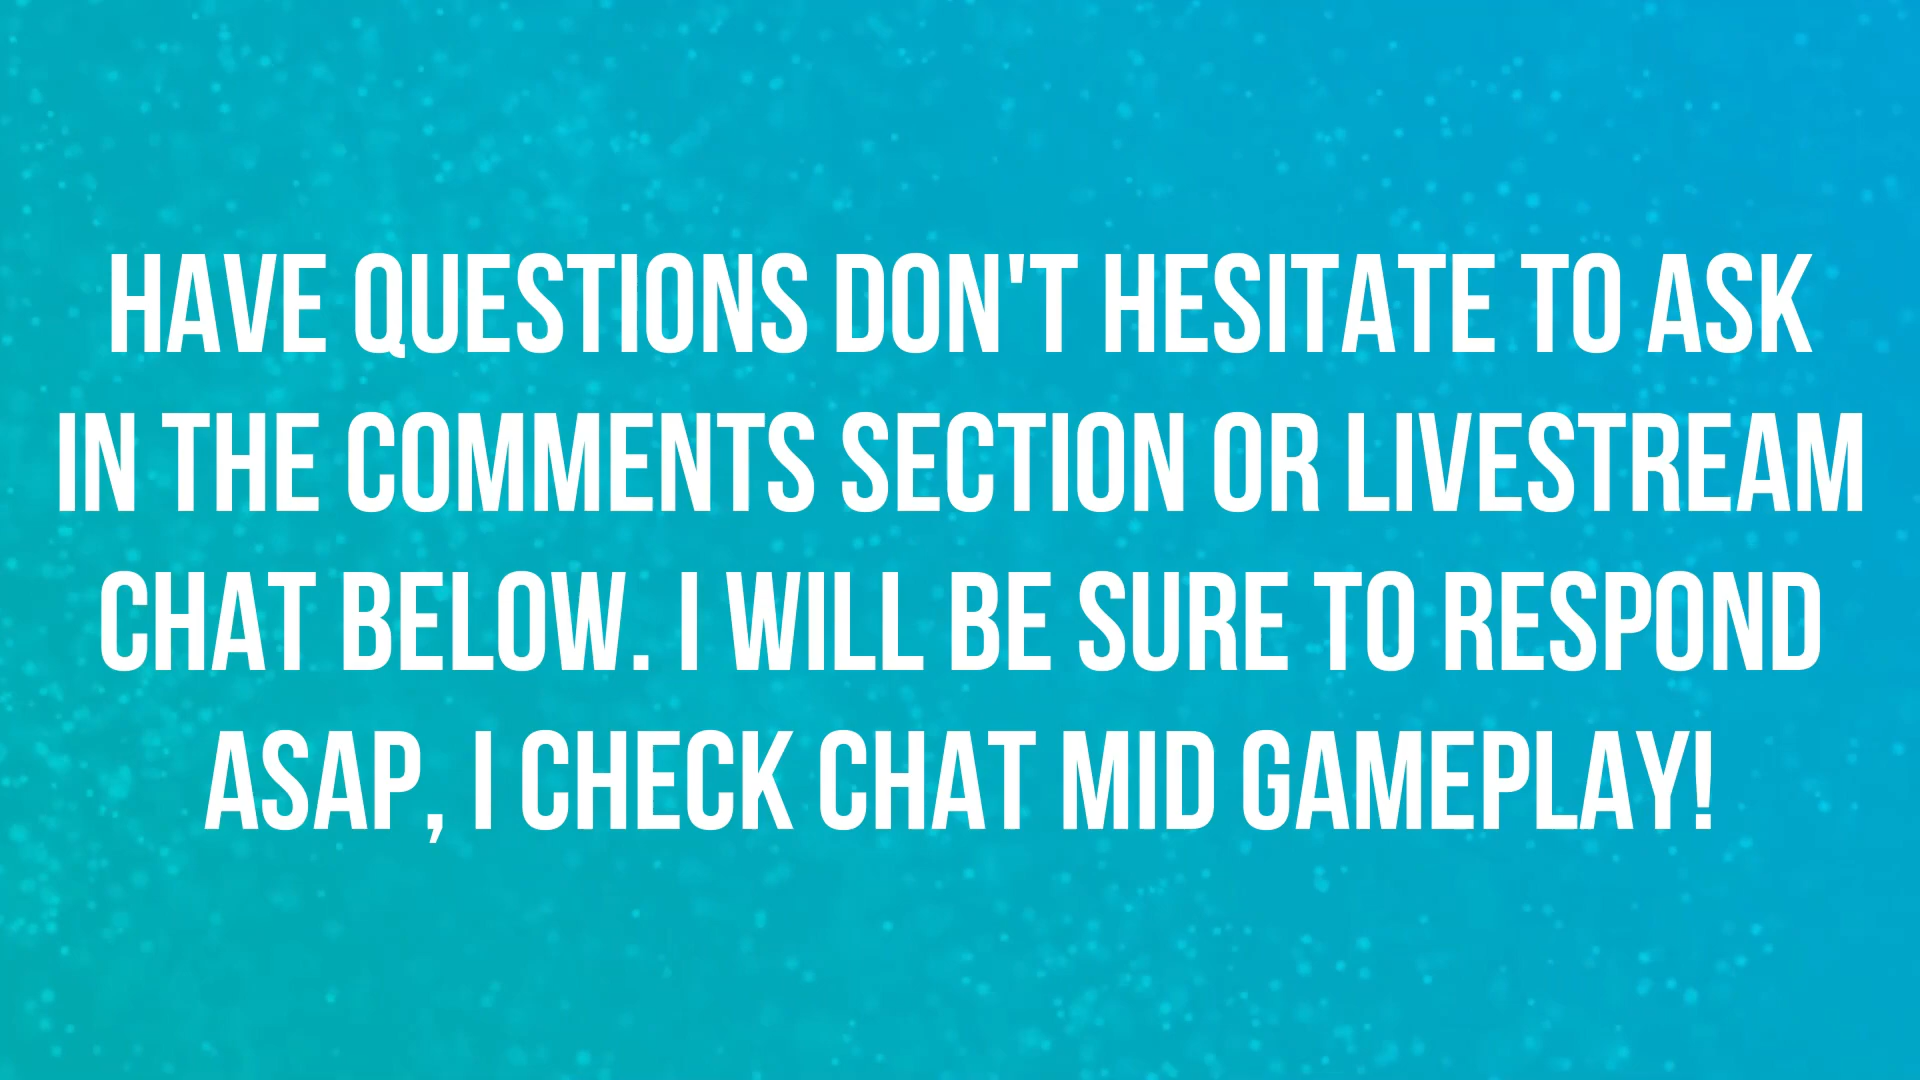 HAVE QUESTIONS DON'T HESITATE TO ASK
IN THE COMMENTS SECTION OR LIVESTREAM
CHAT BELOW. I WILL BE SURE TO RESPOND
ASAP, I CHECK CHAT MID GAMEPLAY!